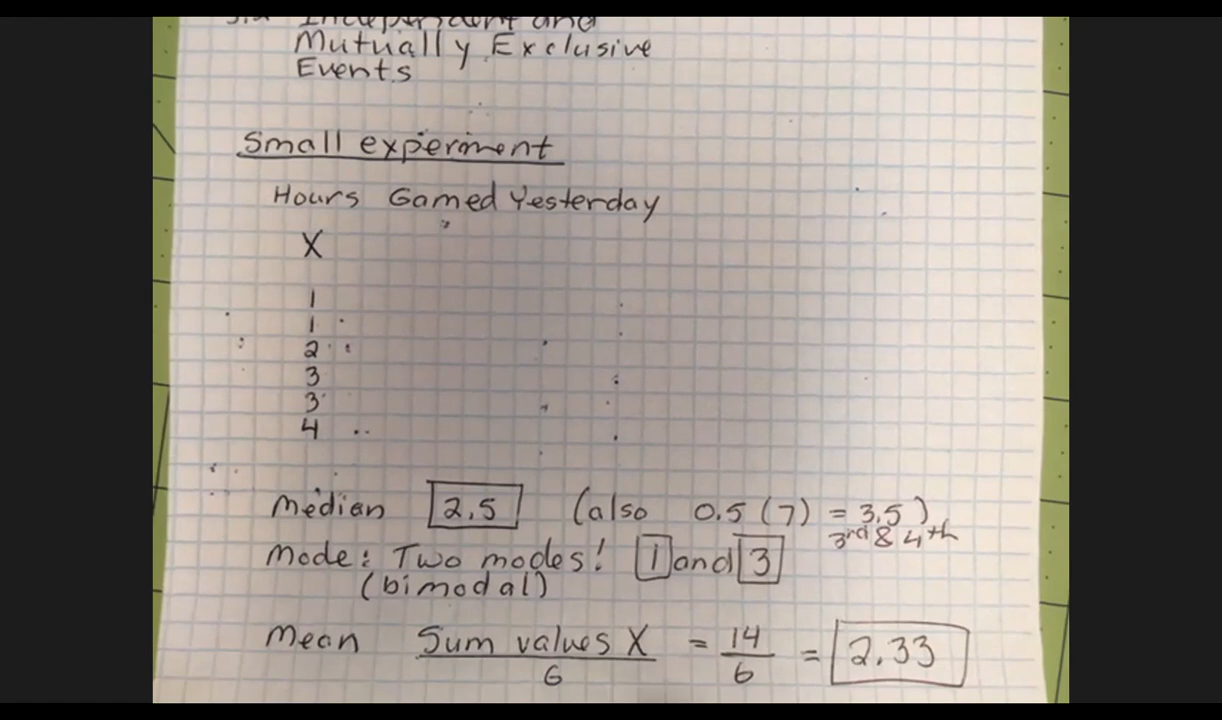 Independent and
Mutually Exclusive
Events
Small experiment
Hours Gamed Yesterday
X
1
1
2
3
3
4
Median 2.5 (also 0.5(7) = 3.5)
3rd & 4th
Mode: Two modes! 1 and 3
(bimodal)
Mean Sum values X / 6 = 14 / 6 = 2.33